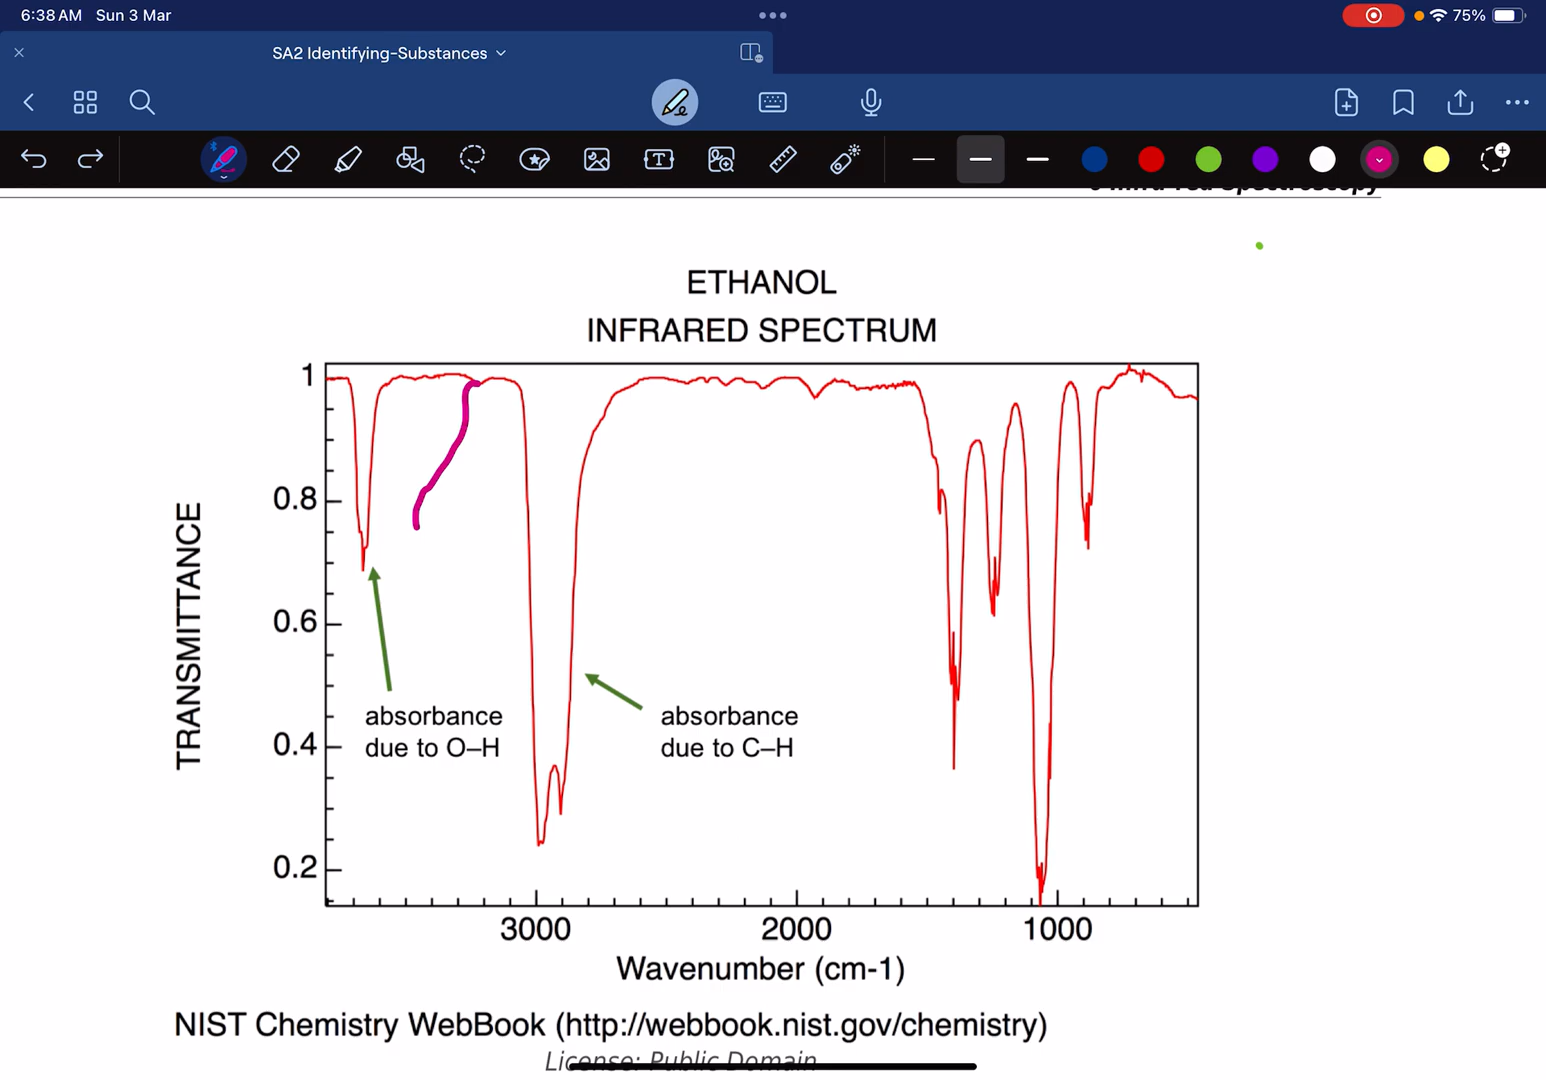 6:38 AM Sun 3 Mar
75%
SA2 Identifying-Substances
Spectroscopy
ETHANOL
INFRARED SPECTRUM
1
0.8
0.6
0.4
0.2
TRANSMITTANCE
absorbance
due to O–H
absorbance
due to C–H
3000 2000 1000
Wavenumber (cm-1)
NIST Chemistry WebBook (http://webbook.nist.gov/chemistry)
License: Public Domain